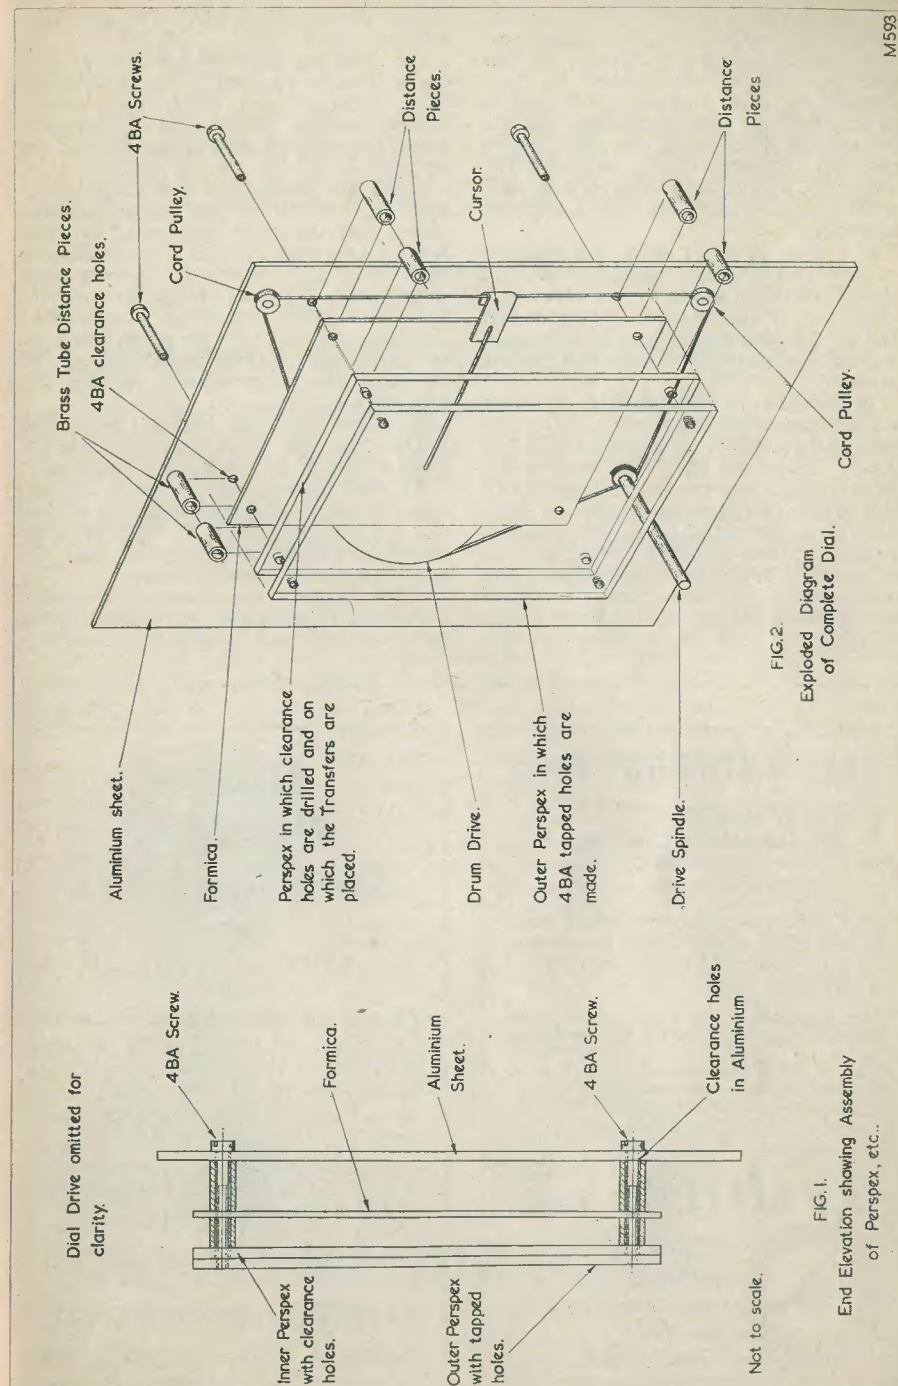 Dial Drive omitted for
clarity.
4BA Screw.
Formica.
Aluminium
Sheet.
4 BA Screw.
Clearance holes
in Aluminium
Inner Perspex
with clearance
holes.
Outer Perspex
with tapped
holes.
Not to scale.
FIG. 1.
End Elevation showing Assembly
of Perspex, etc..
Aluminium sheet.
Formica.
Perspex in which clearance
holes are drilled and on
which the Transfers are
placed.
Drum Drive.
Outer Perspex in which
4BA tapped holes are
made.
Drive Spindle.
Brass Tube Distance Pieces.
4BA clearance holes.
Cord Pulley.
4BA Screws.
Distance
Pieces.
Cursor.
Distance
Pieces
Cord Pulley.
FIG. 2.
Exploded Diagram
of Complete Dial.
M593